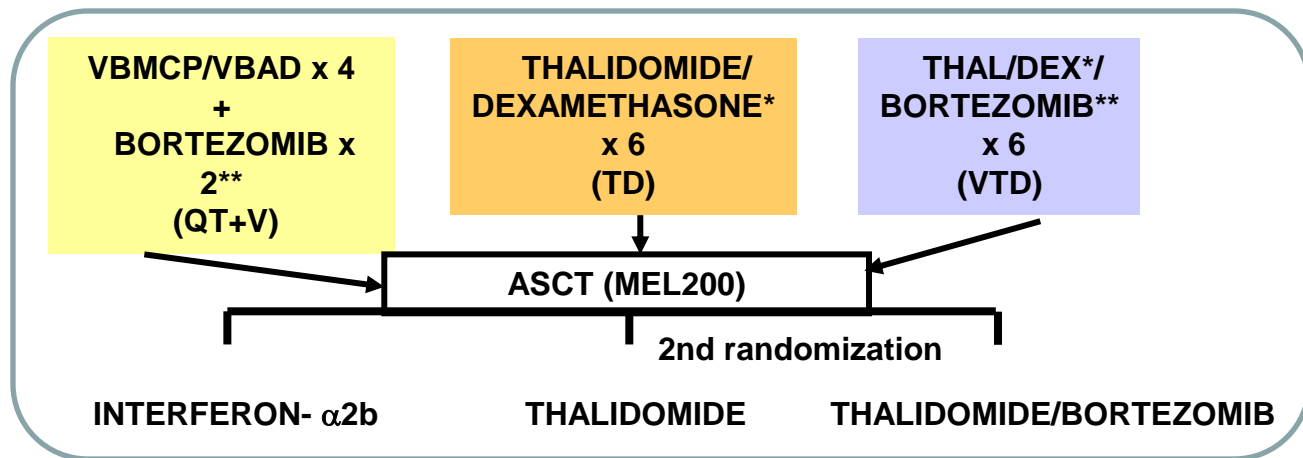 VBMCP/VBAD x 4
+
BORTEZOMIB x
2**
(QT+V)
THALIDOMIDE/
DEXAMETHASONE*
x 6
(TD)
THAL/DEX*/
BORTEZOMIB**
x 6
(VTD)
ASCT (MEL200)
2nd randomization
INTERFERON- α2b
THALIDOMIDE
THALIDOMIDE/BORTEZOMIB